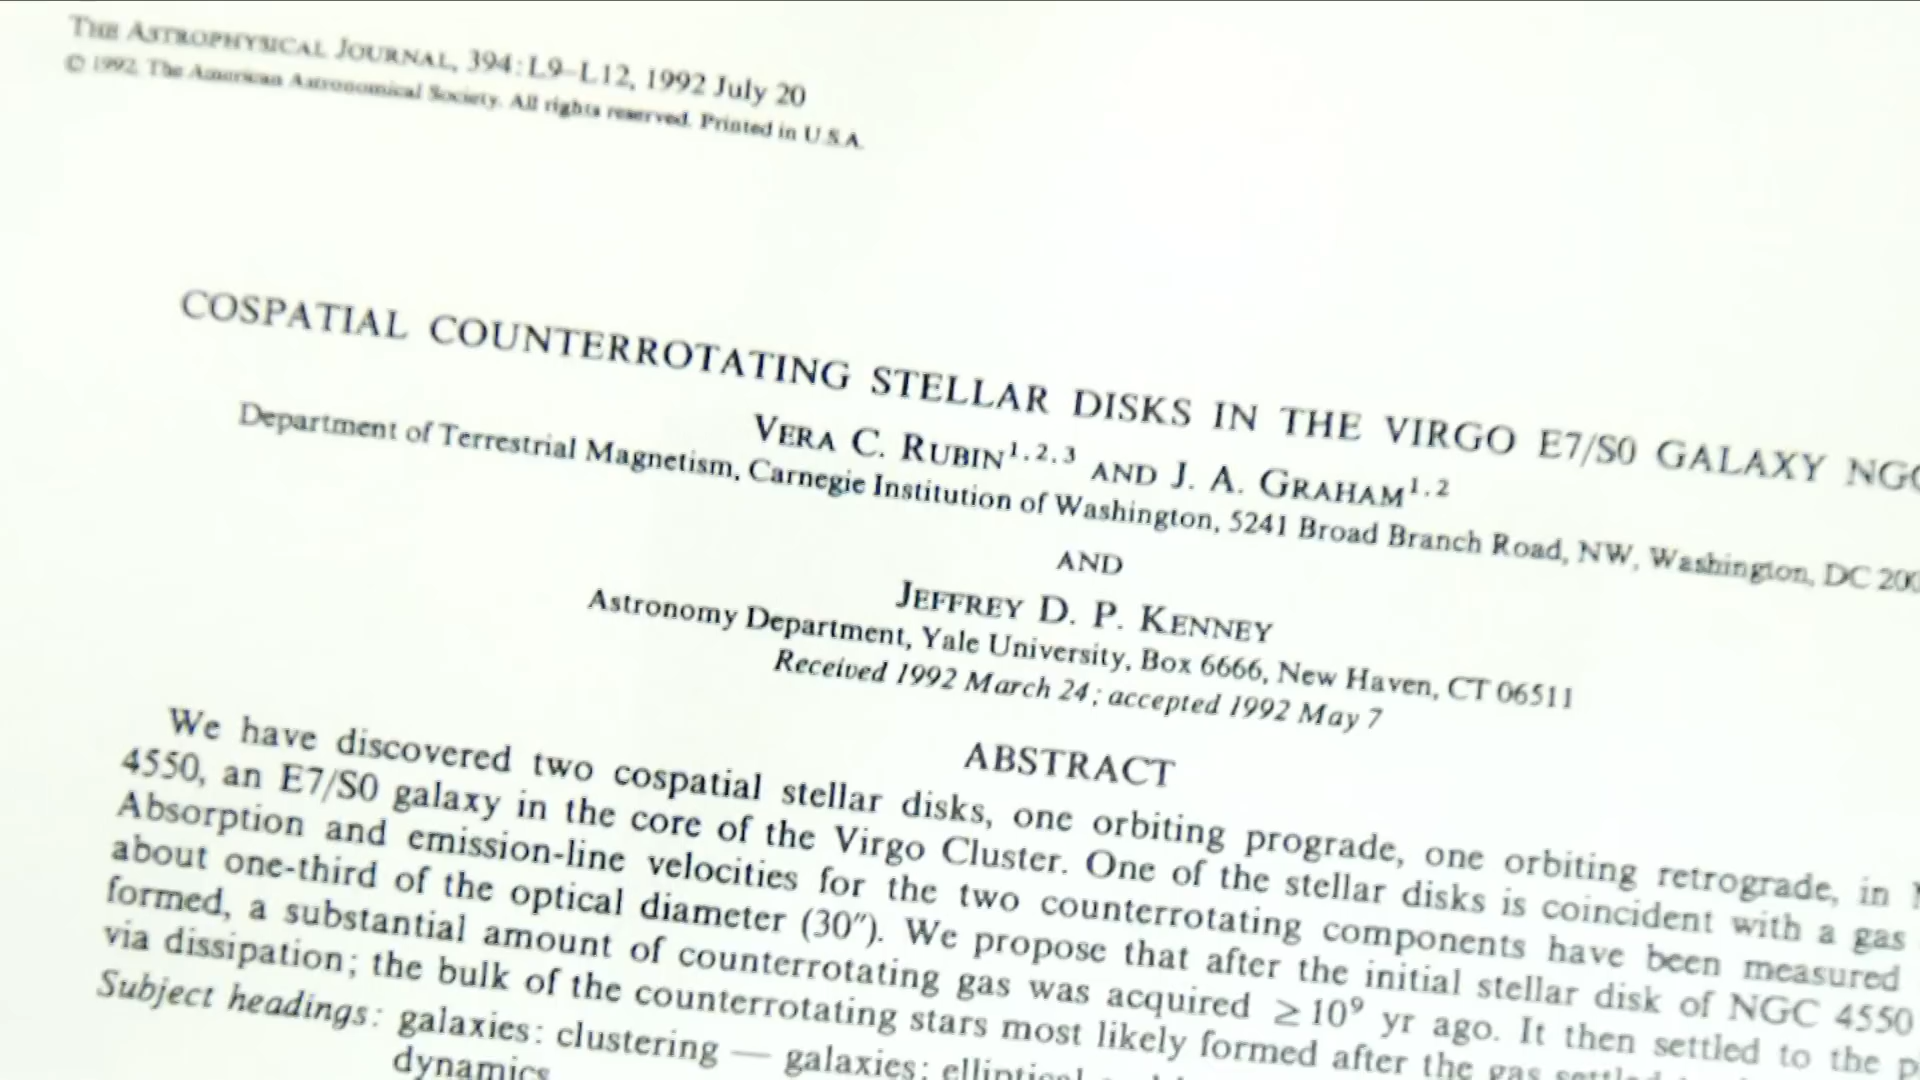 THE ASTROPHYSICAL JOURNAL, 394:L9–L12, 1992 July 20
© 1992. The American Astronomical Society. All rights reserved. Printed in U.S.A.
COSPATIAL COUNTERROTATING STELLAR DISKS IN THE VIRGO E7/S0 GALAXY NGC
VERA C. RUBIN1,2,3 AND J. A. GRAHAM1,2
Department of Terrestrial Magnetism, Carnegie Institution of Washington, 5241 Broad Branch Road, NW, Washington, DC 200
AND
JEFFREY D. P. KENNEY
Astronomy Department, Yale University, Box 6666, New Haven, CT 06511
Received 1992 March 24; accepted 1992 May 7
ABSTRACT
We have discovered two cospatial stellar disks, one orbiting prograde, one orbiting retrograde, in
4550, an E7/S0 galaxy in the core of the Virgo Cluster. One of the stellar disks is coincident with a gas
Absorption and emission-line velocities for the two counterrotating components have been measured
about one-third of the optical diameter (30″). We propose that after the initial stellar disk of NGC 4550
formed, a substantial amount of counterrotating gas was acquired ≥10⁹ yr ago. It then settled to the
via dissipation; the bulk of the counterrotating stars most likely formed after the gas settled
Subject headings: galaxies: clustering — galaxies:
dynamics